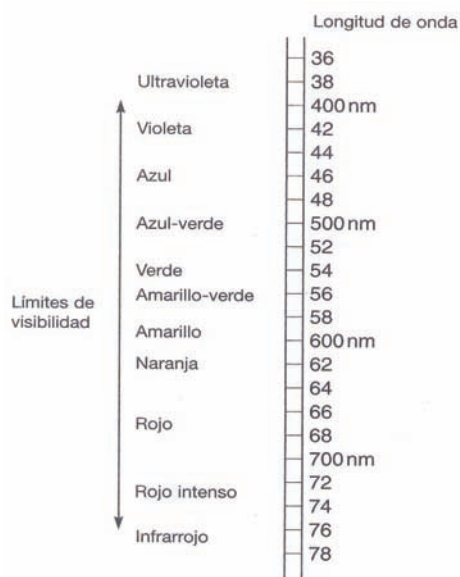 Longitud de onda
36
Ultravioleta 38
400 nm
Violeta 42
44
Azul 46
48
Azul-verde 500 nm
52
Verde 54
Amarillo-verde 56
Límites de visibilidad
58
Amarillo
600 nm
Naranja 62
64
66
Rojo
68
700 nm
72
Rojo intenso
74
76
Infrarrojo
78